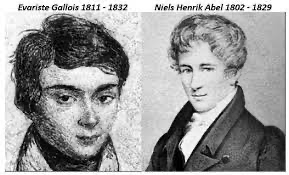 Evariste Gallois 1811 - 1832
Niels Henrik Abel 1802 - 1829